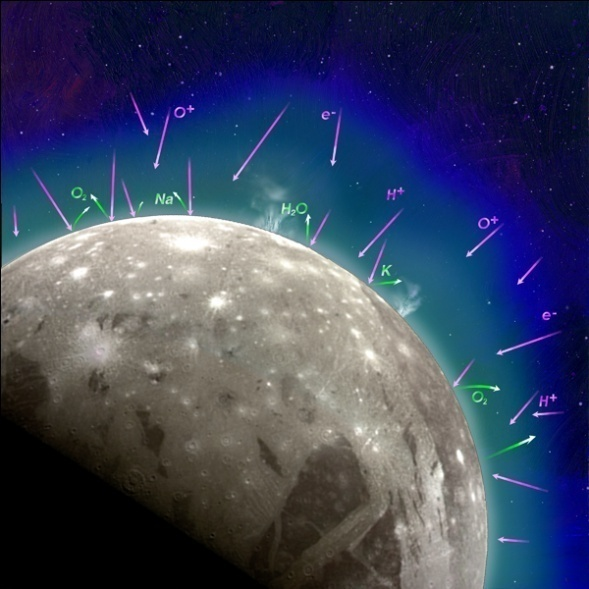 O⁺
e⁻
O₂
Na
H₂O
H⁺
O⁺
K
e⁻
O₂
H⁺